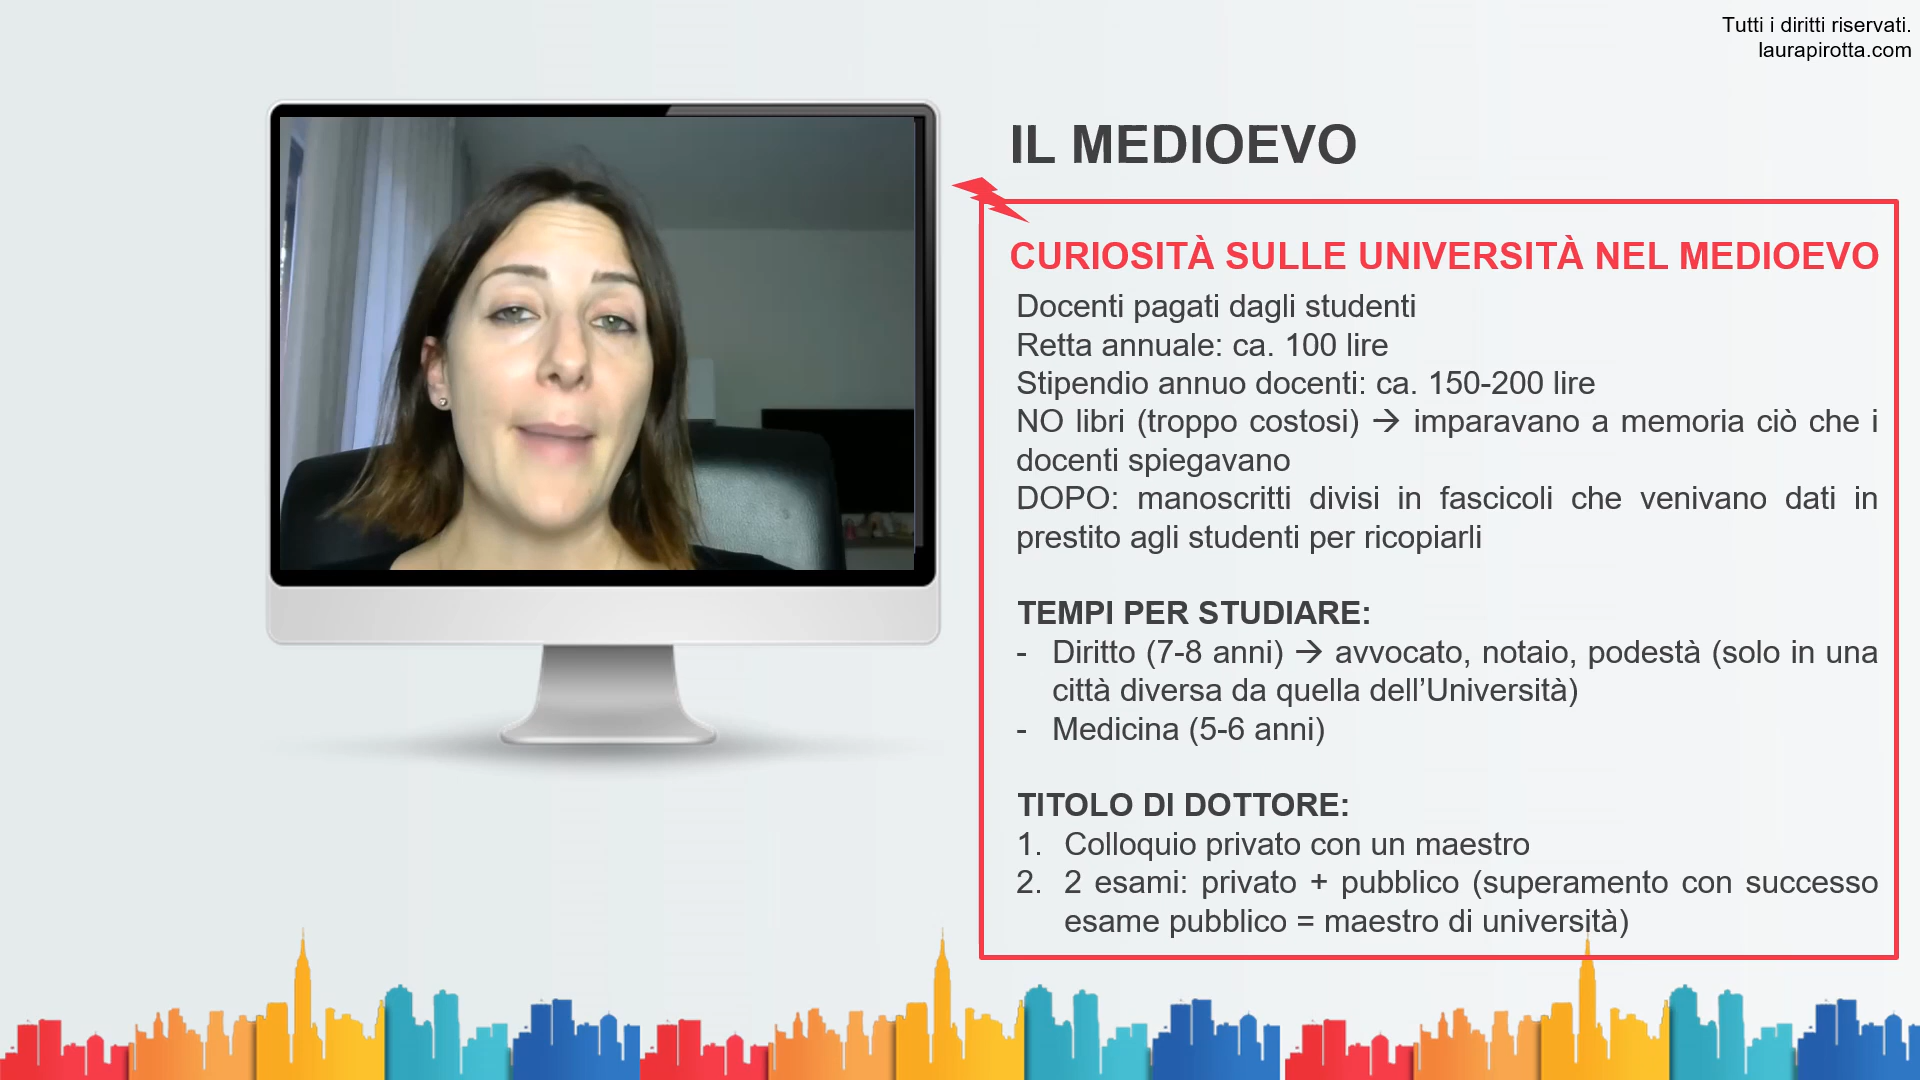 Tutti i diritti riservati.
laurapirotta.com
IL MEDIOEVO
CURIOSITÀ SULLE UNIVERSITÀ NEL MEDIOEVO
Docenti pagati dagli studenti
Retta annuale: ca. 100 lire
Stipendio annuo docenti: ca. 150-200 lire
NO libri (troppo costosi) → imparavano a memoria ciò che i
docenti spiegavano
DOPO: manoscritti divisi in fascicoli che venivano dati in
prestito agli studenti per ricopiarli
TEMPI PER STUDIARE:
- Diritto (7-8 anni) → avvocato, notaio, podestà (solo in una
città diversa da quella dell’Università)
- Medicina (5-6 anni)
TITOLO DI DOTTORE:
1. Colloquio privato con un maestro
2. 2 esami: privato + pubblico (superamento con successo
esame pubblico = maestro di università)